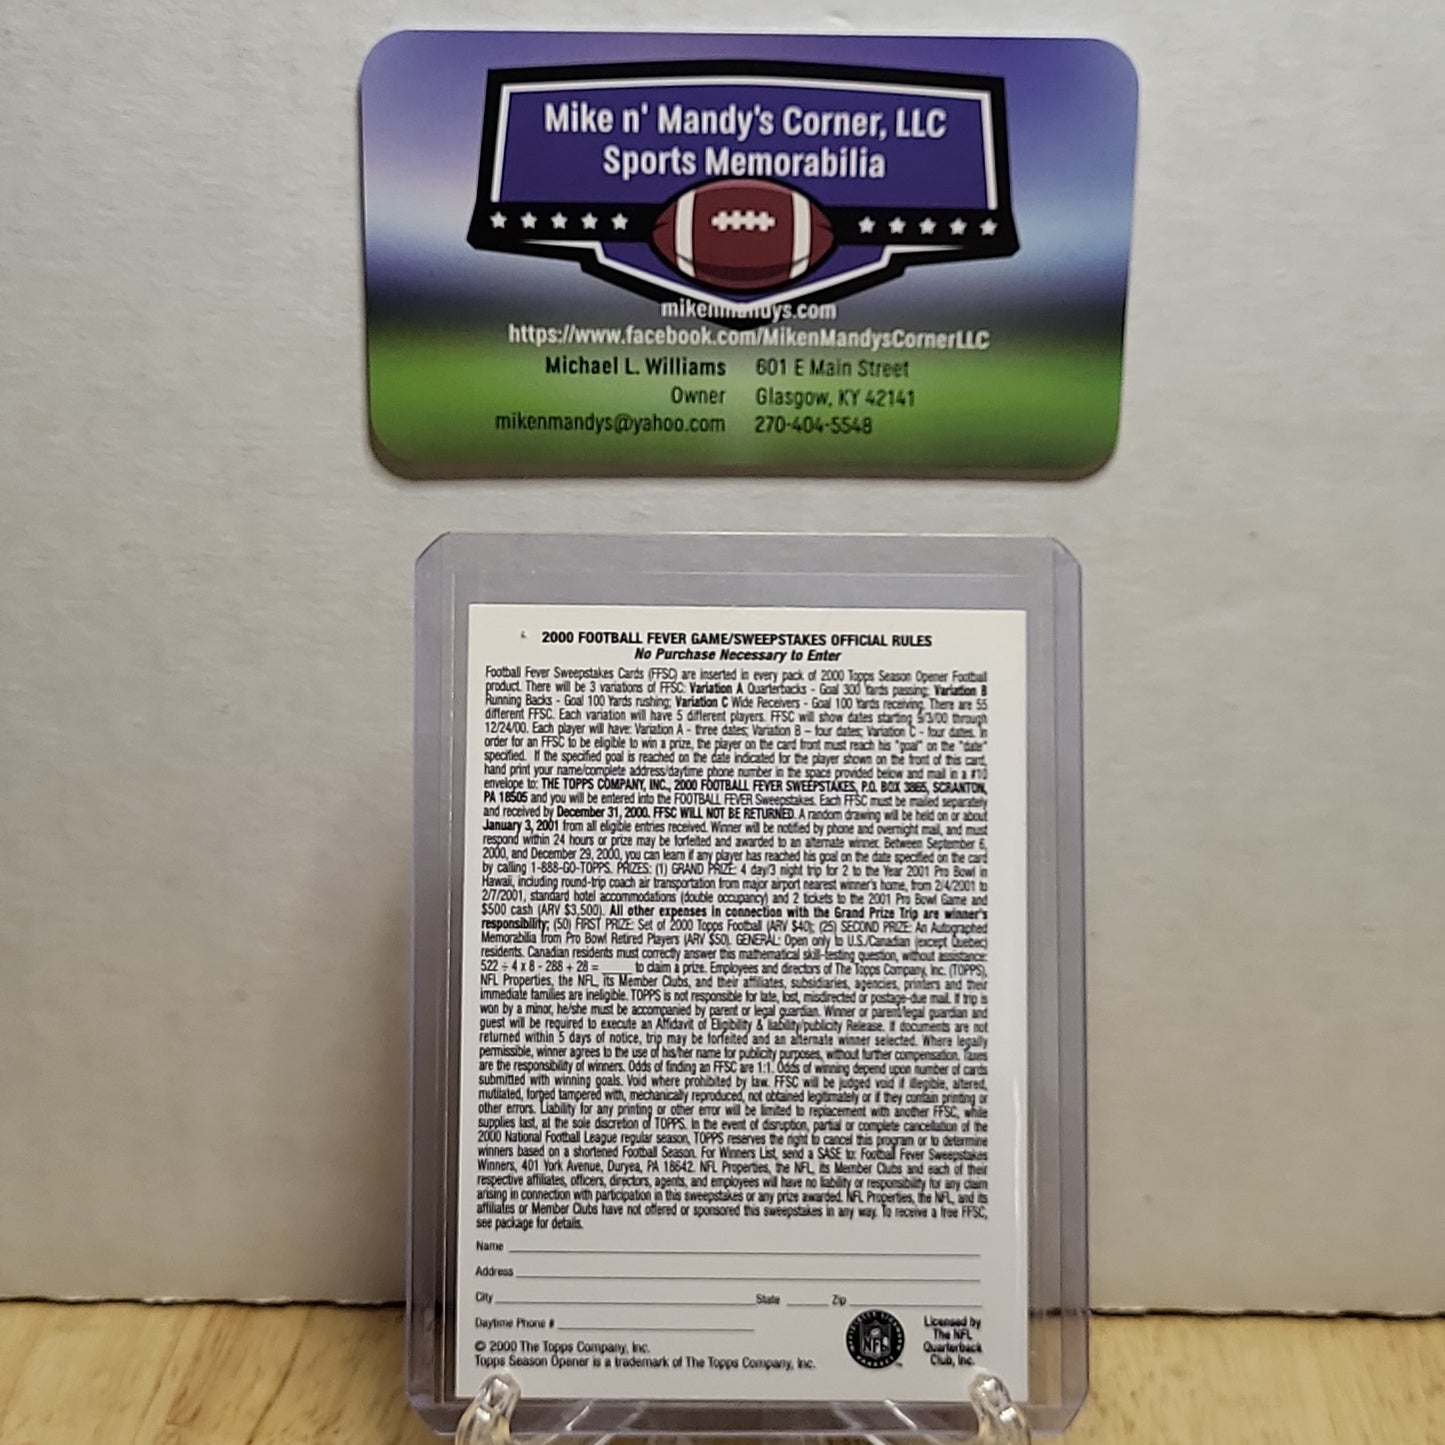 Mike n' Mandy's Corner, LLC
Sports Memorabilia
mikenmandys.com
https://www.facebook.com/MikenMandysCornerLLC
Michael L. Williams
601 E Main Street
Owner
Glasgow, KY 42141
mikenmandys@yahoo.com
270-404-5548
2000 FOOTBALL FEVER GAME/SWEEPSTAKES OFFICIAL RULES
No Purchase Necessary to Enter
Football Fever Sweepstakes Cards (FFSC) are inserted in every pack of 2000 Topps Season Opener Football
product. There will be 3 variations of FFSC: Variation A Quarterbacks - Goal 300 Yards passing; Variation B
Running Backs - Goal 100 Yards rushing; Variation C Wide Receivers - Goal 100 Yards receiving. There are 55
different FFSC. Each variation will have 5 different players. FFSC will show dates starting 9/3/00 through
12/24/00. Each player will have: Variation A - three dates; Variation B – four dates; Variation C - four dates. In
order for an FFSC to be eligible to win a prize, the player on the card front must reach his "goal" on the "date"
specified. If the specified goal is reached on the date indicated for the player shown on the front of this card,
hand print your name/complete address/daytime phone number in the space provided below and mail in a #10
envelope to: THE TOPPS COMPANY, INC., 2000 FOOTBALL FEVER SWEEPSTAKES, P.O. BOX 3865, SCRANTON,
PA 18505 and you will be entered into the FOOTBALL FEVER Sweepstakes. Each FFSC must be mailed separately
and received by December 31, 2000. FFSC WILL NOT BE RETURNED. A random drawing will be held on or about
January 3, 2001 from all eligible entries received. Winner will be notified by phone and overnight mail, and must
respond within 24 hours or prize may be forfeited and awarded to an alternate winner. Between September 6,
2000, and December 29, 2000, you can learn if any player has reached his goal on the date specified on the card
by calling 1-888-GO-TOPPS. PRIZES: (1) GRAND PRIZE: 4 day/3 night trip for 2 to the Year 2001 Pro Bowl in
Hawaii, including round-trip coach air transportation from major airport nearest winner's home, from 2/4/2001 to
2/7/2001, standard hotel accommodations (double occupancy) and 2 tickets to the 2001 Pro Bowl Game and
$500 cash (ARV $3,500). All other expenses in connection with the Grand Prize Trip are winner's
responsibility; (50) FIRST PRIZE: Set of 2000 Topps Football (ARV $40); (25) SECOND PRIZE: An Autographed
Memorabilia from Pro Bowl Retired Players (ARV $50). GENERAL: Open only to U.S./Canadian (except Quebec)
residents. Canadian residents must correctly answer this mathematical skill-testing question, without assistance:
522 ÷ 4 x 8 - 288 + 28 = _____ to claim a prize. Employees and directors of The Topps Company, Inc. (TOPPS),
NFL Properties, the NFL, its Member Clubs, and their affiliates, subsidiaries, agencies, printers and their
immediate families are ineligible. TOPPS is not responsible for late, lost, misdirected or postage-due mail. If trip is
won by a minor, he/she must be accompanied by parent or legal guardian. Winner or parent/legal guardian and
guest will be required to execute an Affidavit of Eligibility & liability/publicity Release. If documents are not
returned within 5 days of notice, trip may be forfeited and an alternate winner selected. Where legally
permissible, winner agrees to the use of his/her name for publicity purposes, without further compensation. Taxes
are the responsibility of winners. Odds of finding an FFSC are 1:1. Odds of winning depend upon number of cards
submitted with winning goals. Void where prohibited by law. FFSC will be judged void if illegible, altered,
mutilated, forged tampered with, mechanically reproduced, not obtained legitimately or if they contain printing or
other errors. Liability for any printing or other error will be limited to replacement with another FFSC, while
supplies last, at the sole discretion of TOPPS. In the event of disruption, partial or complete cancellation of the
2000 National Football League regular season, TOPPS reserves the right to cancel this program or to determine
winners based on a shortened Football Season. For Winners List, send a SASE to: Football Fever Sweepstakes
Winners, 401 York Avenue, Duryea, PA 18642. NFL Properties, the NFL, its Member Clubs and each of their
respective affiliates, officers, directors, agents, and employees will have no liability or responsibility for any claim
arising in connection with participation in this sweepstakes or any prize awarded. NFL Properties, the NFL, and its
affiliates or Member Clubs have not offered or sponsored this sweepstakes in any way. To receive a free FFSC,
see package for details.
Name
Address
City State Zip
Daytime Phone #
© 2000 The Topps Company, Inc.
Topps Season Opener is a trademark of The Topps Company, Inc.
NFL
Licensed by
The NFL
Quarterback
Club, Inc.